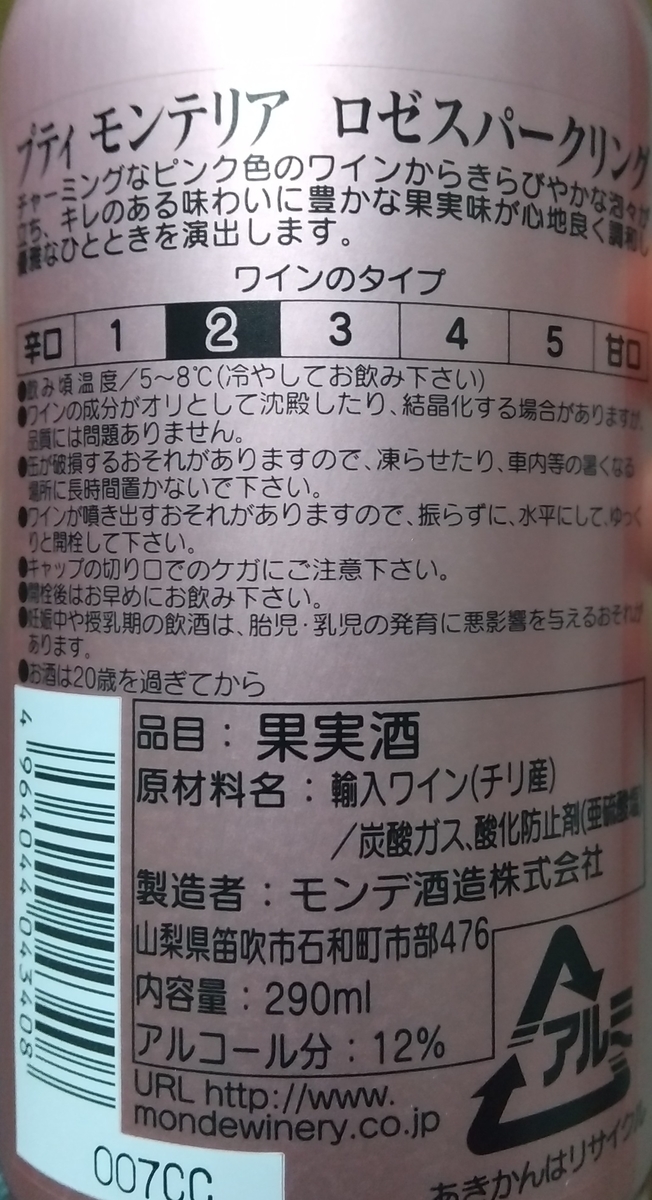 プティ モンテリア ロゼスパークリング
チャーミングなピンク色のワインからきらびやかな泡々が
立ち、キレのある味わいに豊かな果実味が心地良く調和し
優雅なひとときを演出します。
ワインのタイプ
辛口 1 2 3 4 5 甘口
●飲み頃温度/5〜8℃(冷やしてお飲み下さい)
●ワインの成分がオリとして沈殿したり、結晶化する場合がありますが、
品質には問題ありません。
●缶が破損するおそれがありますので、凍らせたり、車内等の暑くなる
場所に長時間置かないで下さい。
●ワインが噴き出すおそれがありますので、振らずに、水平にして、ゆっく
りと開栓して下さい。
●キャップの切り口でのケガにご注意下さい。
●開栓後はお早めにお飲み下さい。
●妊娠中や授乳期の飲酒は、胎児・乳児の発育に悪影響を与えるおそれが
あります。
●お酒は20歳を過ぎてから
品目：果実酒
原材料名：輸入ワイン(チリ産)
/炭酸ガス、酸化防止剤(亜硫酸塩)
製造者：モンデ酒造株式会社
山梨県笛吹市石和町市部476
内容量：290ml
アルコール分：12%
URL http://www.
mondewinery.co.jp
アルミ
あきかんはリサイクル
4964044043408
007CC